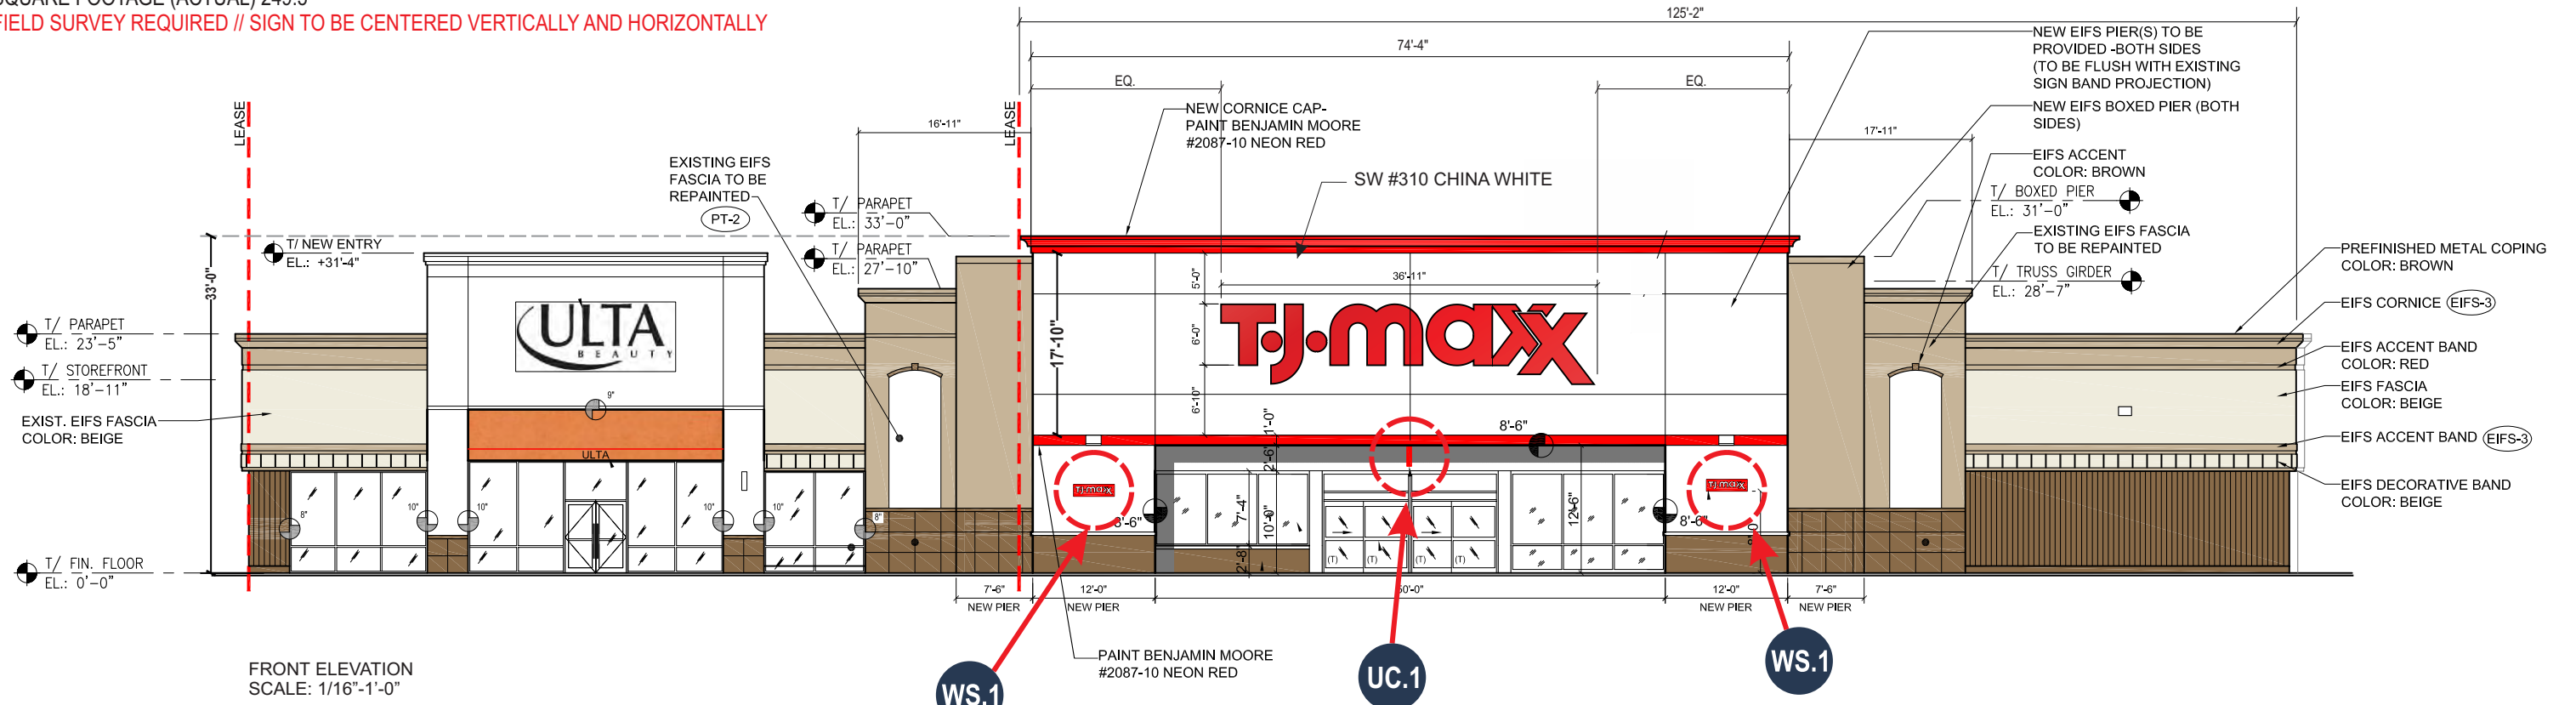 SQUARE FOOTAGE (ACTUAL) 249.5
FIELD SURVEY REQUIRED // SIGN TO BE CENTERED VERTICALLY AND HORIZONTALLY
125'-2"
74'-4"
EQ.
EQ.
LEASE
LEASE
16'-11"
17'-11"
NEW CORNICE CAP-
PAINT BENJAMIN MOORE
#2087-10 NEON RED
NEW EIFS PIER(S) TO BE
PROVIDED -BOTH SIDES
(TO BE FLUSH WITH EXISTING
SIGN BAND PROJECTION)
NEW EIFS BOXED PIER (BOTH
SIDES)
EIFS ACCENT
COLOR: BROWN
T/ BOXED PIER
EL.: 31'-0"
EXISTING EIFS FASCIA
TO BE REPAINTED
T/ TRUSS GIRDER
EL.: 28'-7"
EXISTING EIFS
FASCIA TO BE
REPAINTED
PT-2
T/ PARAPET
EL.: 33'-0"
T/ PARAPET
EL.: 27'-10"
SW #310 CHINA WHITE
T/ NEW ENTRY
EL.: +31'-4"
33'-0"
T/ PARAPET
EL.: 23'-5"
T/ STOREFRONT
EL.: 18'-11"
EXIST. EIFS FASCIA
COLOR: BEIGE
T/ FIN. FLOOR
EL.: 0'-0"
ULTA
BEAUTY
9"
ULTA
8"
10"
10"
10"
10"
8"
36'-11"
5'-0"
6'-0"
6'-10"
17'-10"
T·J·maxx
1'-0"
2'-6"
8'-6"
T·J·maxx
T·J·maxx
8'-6"
8'-6"
7'-4"
10'-0"
2'-8"
12'-6"
(T)
(T)
(T)
(T)
PREFINISHED METAL COPING
COLOR: BROWN
EIFS CORNICE EIFS-3
EIFS ACCENT BAND
COLOR: RED
EIFS FASCIA
COLOR: BEIGE
EIFS ACCENT BAND EIFS-3
EIFS DECORATIVE BAND
COLOR: BEIGE
7'-6"
NEW PIER
12'-0"
NEW PIER
50'-0"
12'-0"
NEW PIER
7'-6"
NEW PIER
PAINT BENJAMIN MOORE
#2087-10 NEON RED
WS.1
UC.1
WS.1
FRONT ELEVATION
SCALE: 1/16"-1'-0"